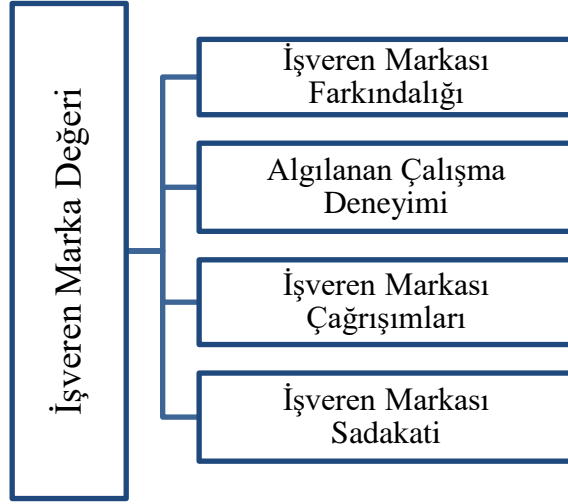 İşveren Marka Değeri
İşveren Markası
Farkındalığı
Algılanan Çalışma
Deneyimi
İşveren Markası
Çağrışımları
İşveren Markası
Sadakati